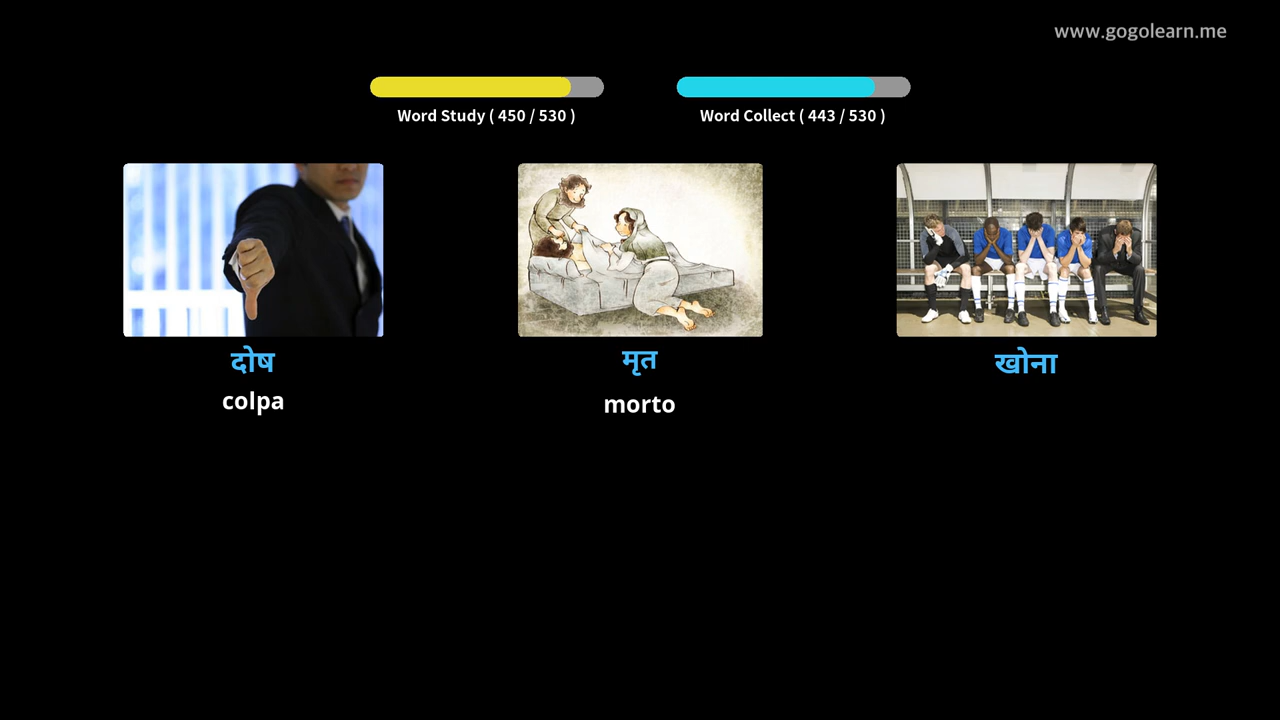 www.gogolearn.me
Word Study ( 450 / 530 )
Word Collect ( 443 / 530 )
दोष
colpa
मृत
morto
खोना